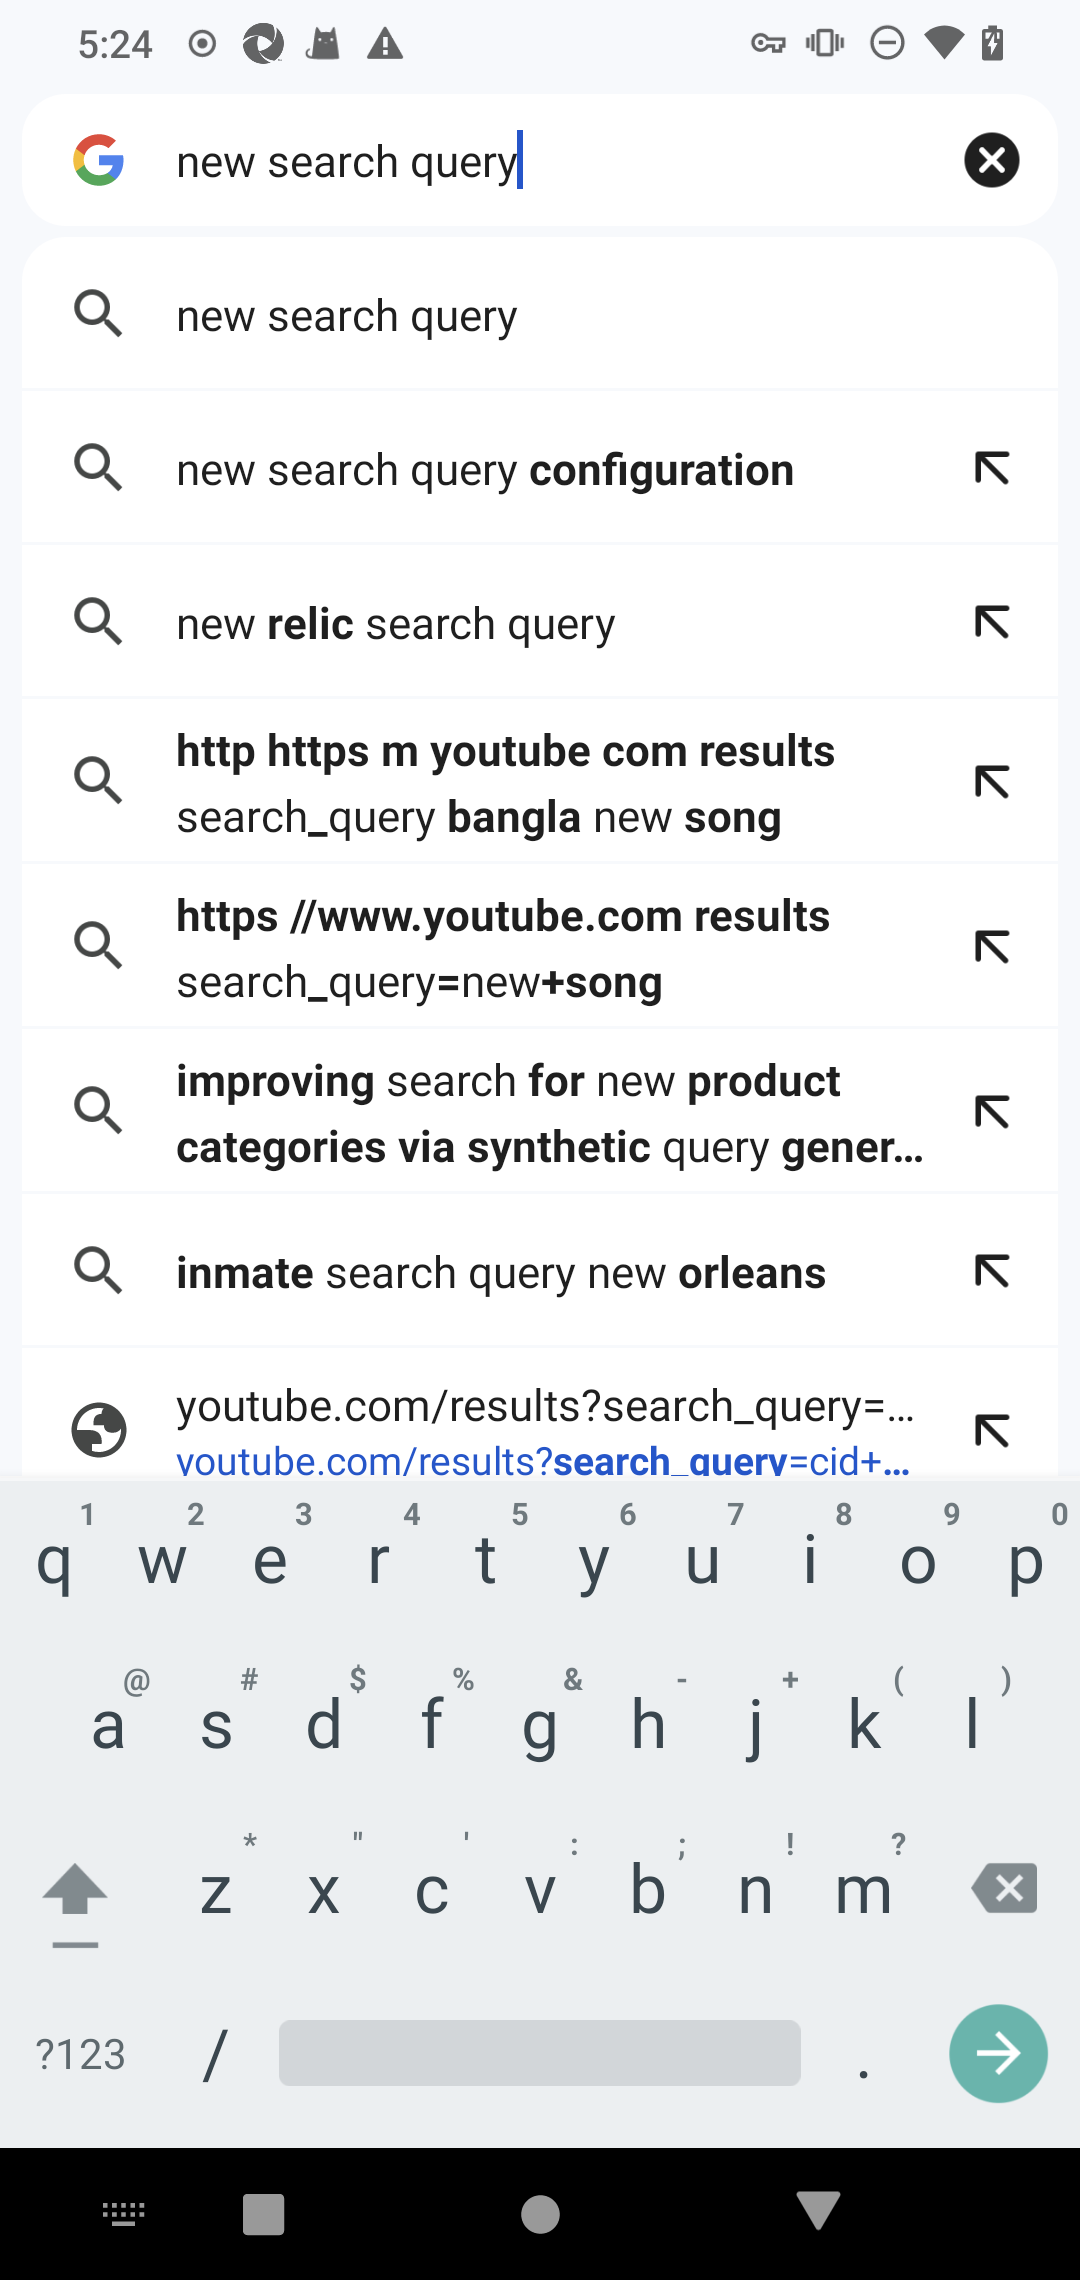 5:24
new search query
new search query
new search query configuration
new relic search query
http https m youtube com results
search_query bangla new song
https //www.youtube.com results
search_query=new+song
improving search for new product
categories via synthetic query gener...
inmate search query new orleans
youtube.com/results?search_query=...
youtube.com/results?search_query=cid+...
1 2 3 4 5 6 7 8 9 0
q w e r t y u i o p
@ # $ % & - + ( )
a s d f g h j k l
* " ' : ; ! ?
z x c v b n m
?123 / .